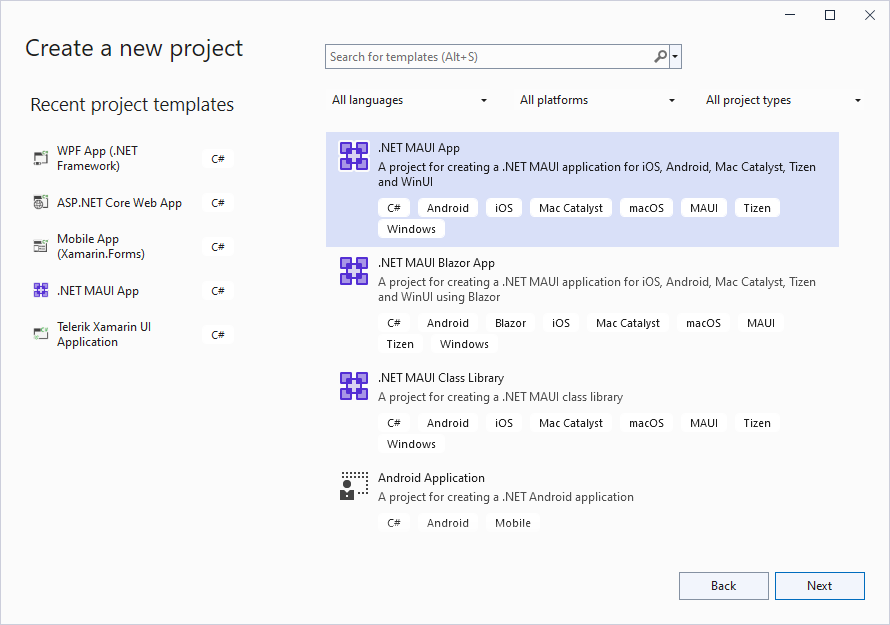 Create a new project
Search for templates (Alt+S)
Recent project templates
All languages
All platforms
All project types
WPF App (.NET
Framework)
C#
ASP.NET Core Web App
C#
Mobile App
(Xamarin.Forms)
C#
.NET MAUI App
C#
Telerik Xamarin UI
Application
C#
.NET MAUI App
A project for creating a .NET MAUI application for iOS, Android, Mac Catalyst, Tizen
and WinUI
C# Android iOS Mac Catalyst macOS MAUI Tizen
Windows
.NET MAUI Blazor App
A project for creating a .NET MAUI application for iOS, Android, Mac Catalyst, Tizen
and WinUI using Blazor
C# Android Blazor iOS Mac Catalyst macOS MAUI
Tizen Windows
.NET MAUI Class Library
A project for creating a .NET MAUI class library
C# Android iOS Mac Catalyst macOS MAUI Tizen
Windows
Android Application
A project for creating a .NET Android application
C# Android Mobile
Back
Next